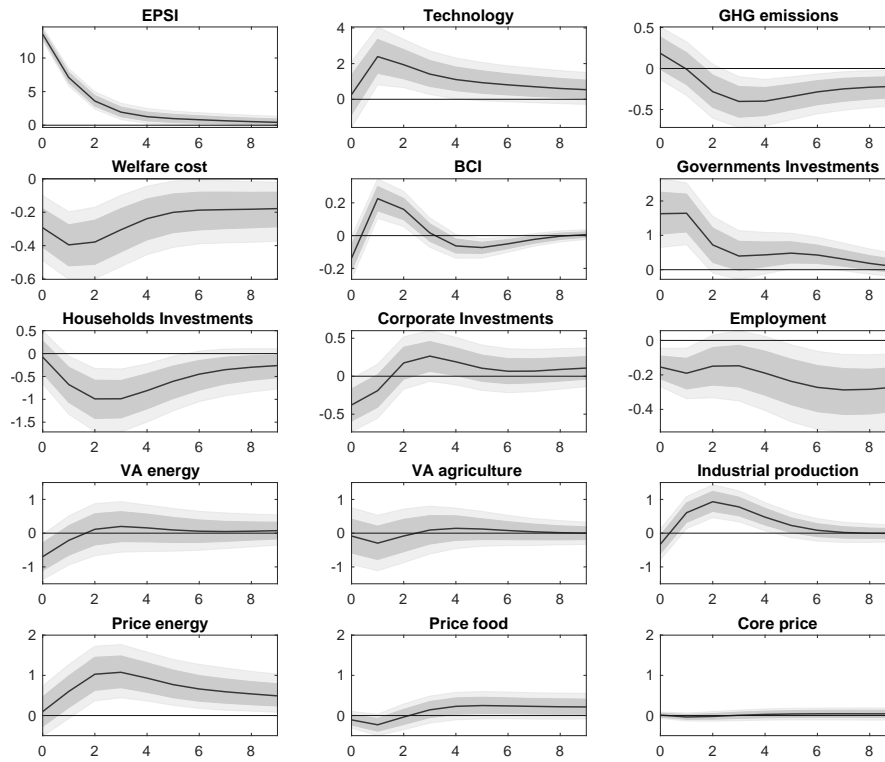 EPSI
10
5
0
0 2 4 6 8
Technology
4
2
0
0 2 4 6 8
GHG emissions
0.5
0
-0.5
0 2 4 6 8
Welfare cost
0
-0.2
-0.4
-0.6
0 2 4 6 8
BCI
0.2
0
-0.2
0 2 4 6 8
Governments Investments
2
1
0
0 2 4 6 8
Households Investments
0.5
0
-0.5
-1
-1.5
0 2 4 6 8
Corporate Investments
0.5
0
-0.5
0 2 4 6 8
Employment
0
-0.2
-0.4
0 2 4 6 8
VA energy
1
0
-1
0 2 4 6 8
VA agriculture
1
0
-1
0 2 4 6 8
Industrial production
1
0
-1
0 2 4 6 8
Price energy
2
1
0
0 2 4 6 8
Price food
2
1
0
0 2 4 6 8
Core price
2
1
0
0 2 4 6 8